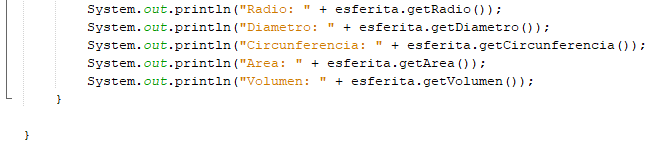 System.out.println("Radio: " + esferita.getRadio());
System.out.println("Diametro: " + esferita.getDiametro());
System.out.println("Circunferencia: " + esferita.getCircunferencia());
System.out.println("Area: " + esferita.getArea());
System.out.println("Volumen: " + esferita.getVolumen());
}
}